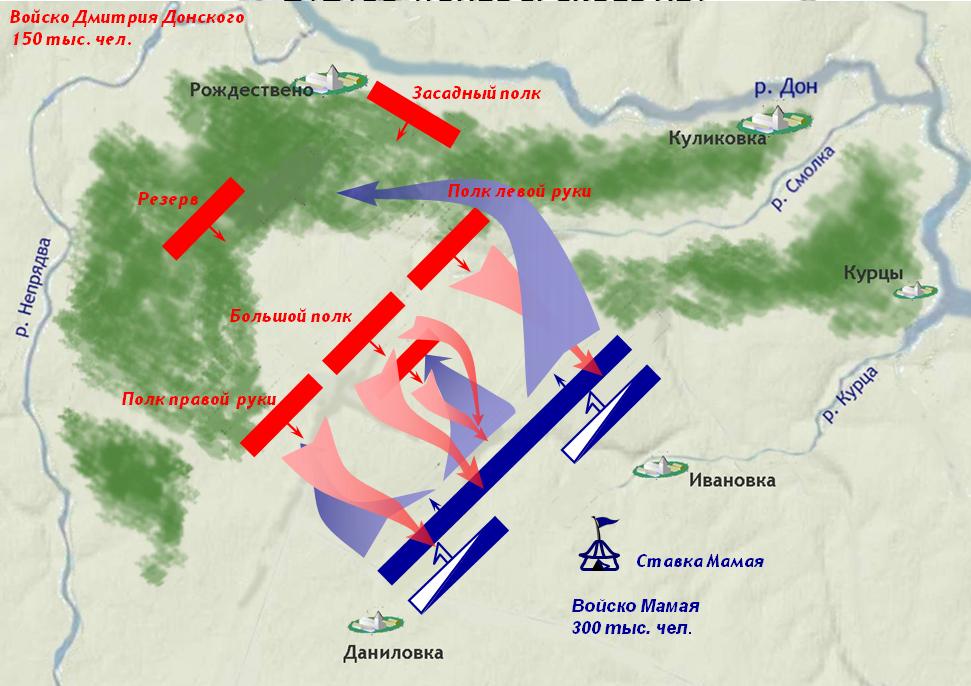 Войско Дмитрия Донского
150 тыс. чел.
Рождествено
Засадный полк
р. Дон
Куликовка
р. Смолка
Резерв
Полк левой руки
р. Непрядва
Курцы
Большой полк
Полк правой руки
р. Курца
Ивановка
Ставка Мамая
Войско Мамая
300 тыс. чел.
Даниловка